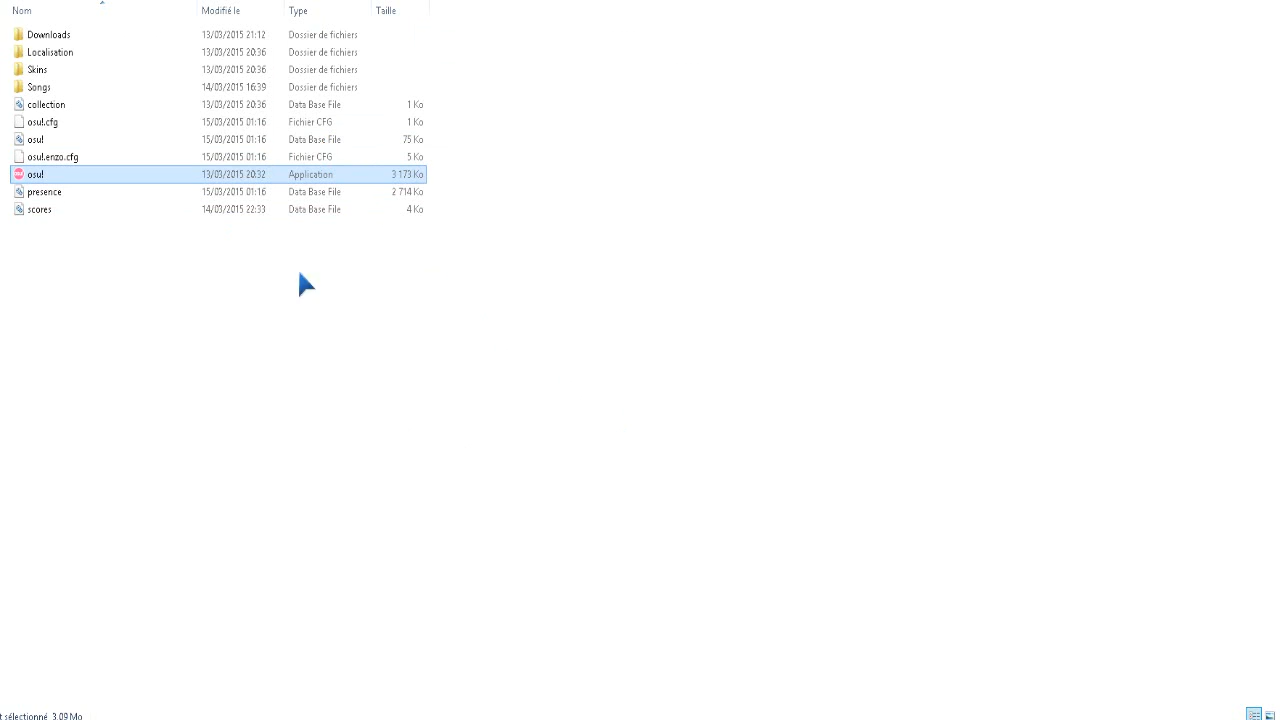 Nom Modifié le Type Taille
Downloads 13/03/2015 21:12 Dossier de fichiers
Localisation 13/03/2015 20:36 Dossier de fichiers
Skins 13/03/2015 20:36 Dossier de fichiers
Songs 14/03/2015 16:39 Dossier de fichiers
collection 13/03/2015 20:36 Data Base File 1 Ko
osu!.cfg 15/03/2015 01:16 Fichier CFG 1 Ko
osu! 15/03/2015 01:16 Data Base File 75 Ko
osu!.enzo.cfg 15/03/2015 01:16 Fichier CFG 5 Ko
osu! 13/03/2015 20:32 Application 3 173 Ko
presence 15/03/2015 01:16 Data Base File 2 714 Ko
scores 14/03/2015 22:33 Data Base File 4 Ko
t sélectionné 3,09 Mo